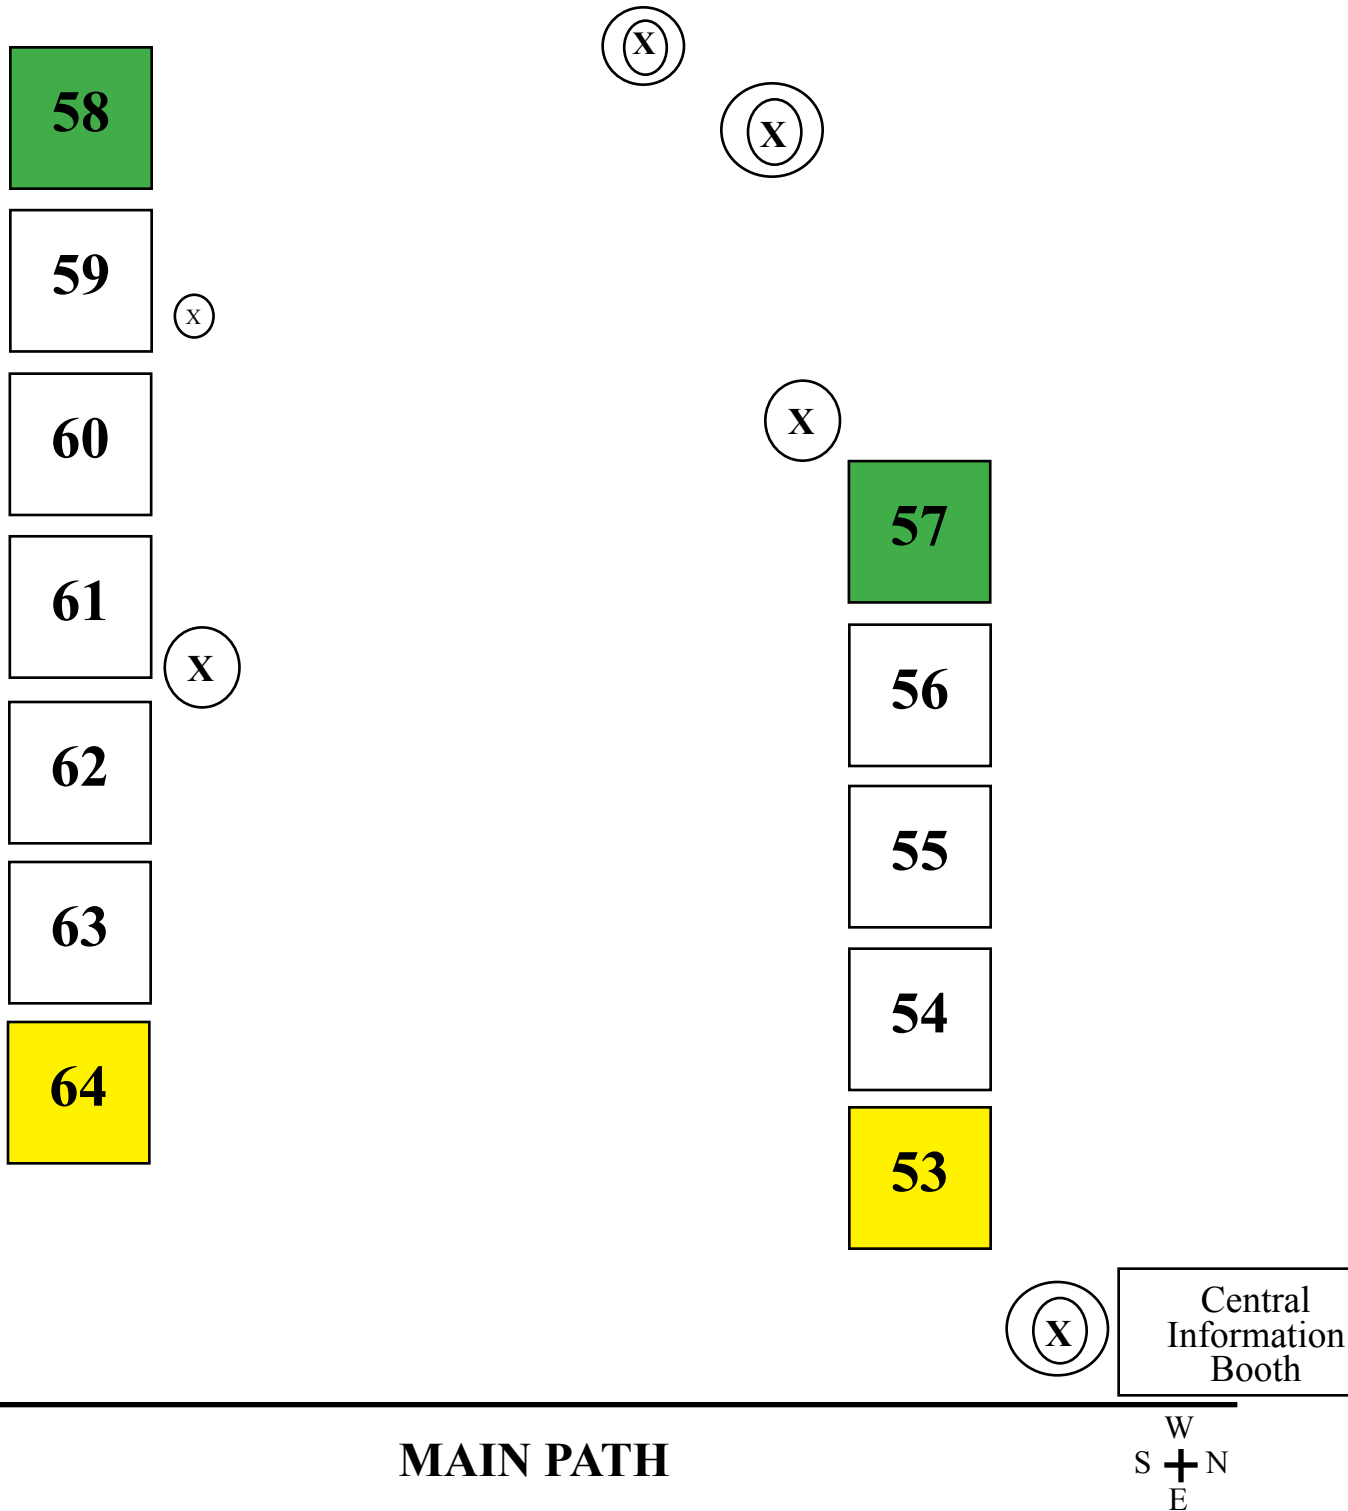 X
58
X
59
X
60
X
57
61
X
56
62
55
63
54
64
53
X
Central
Information
Booth
MAIN PATH
W
S N
E